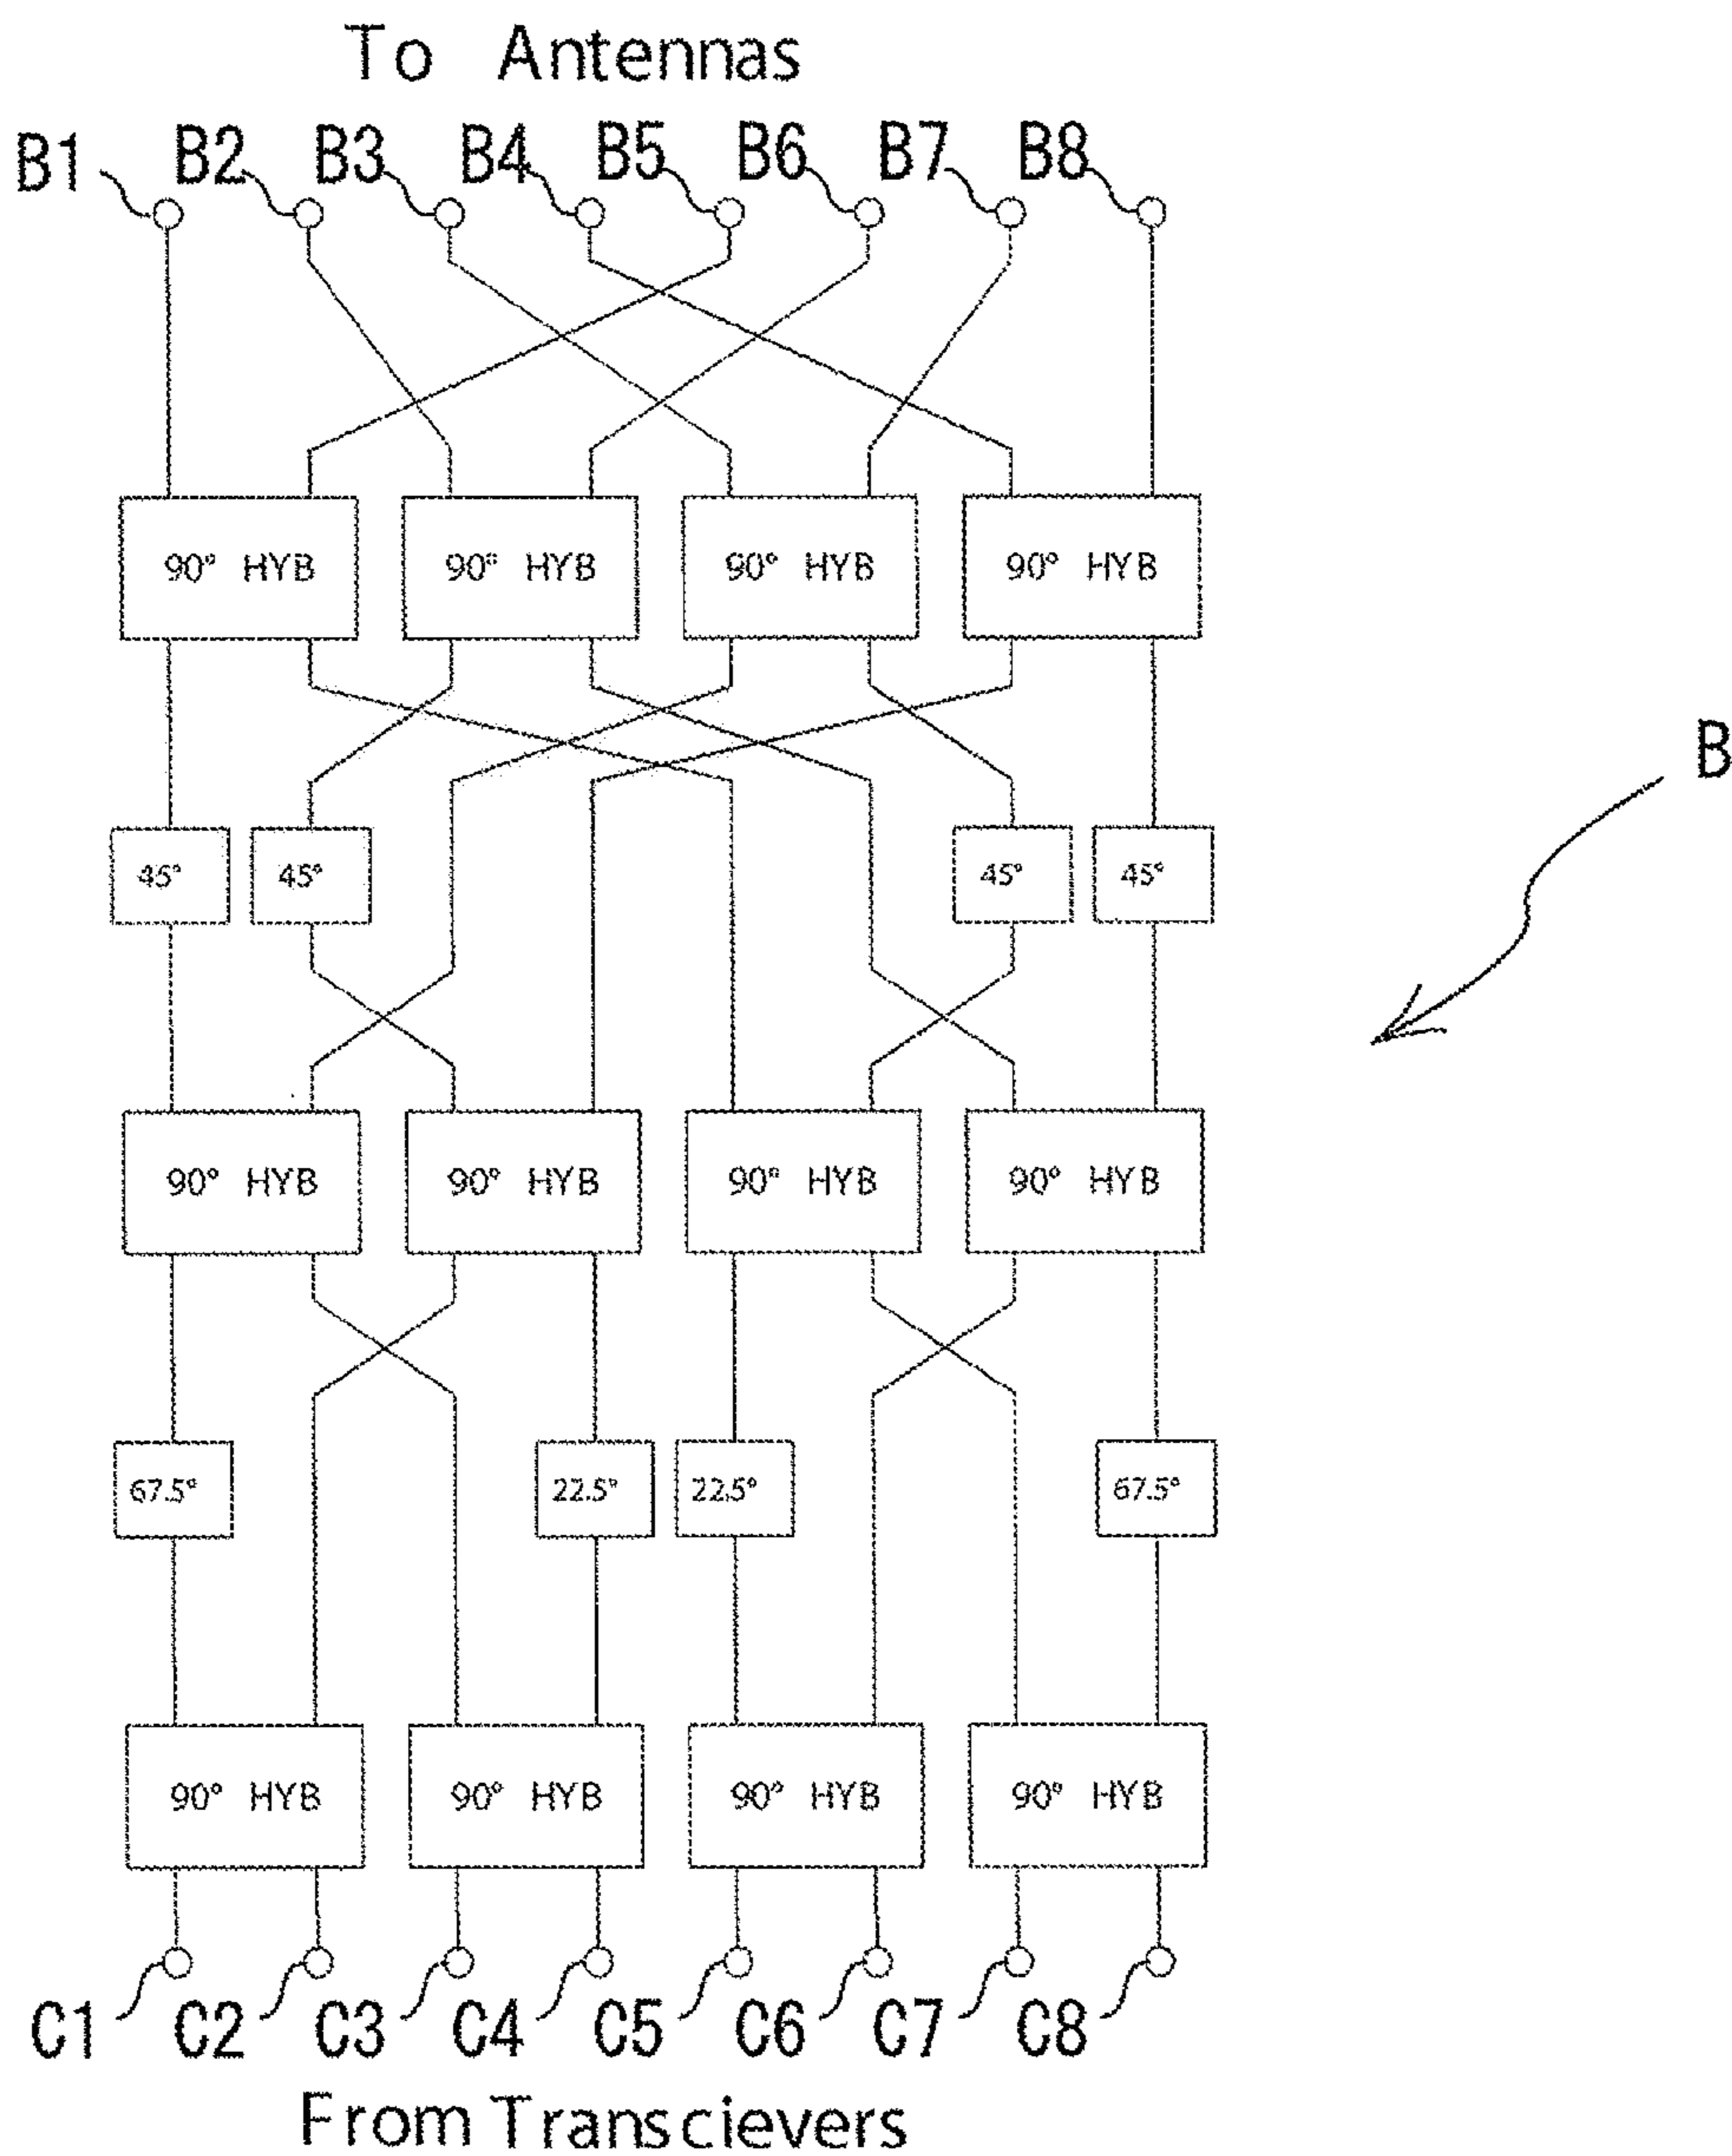 To Antennas
B1 B2 B3 B4 B5 B6 B7 B8
90° HYB 90° HYB 90° HYB 90° HYB
B
45° 45° 45° 45°
90° HYB 90° HYB 90° HYB 90° HYB
67.5° 22.5° 22.5° 67.5°
90° HYB 90° HYB 90° HYB 90° HYB
C1 C2 C3 C4 C5 C6 C7 C8
From Transcievers